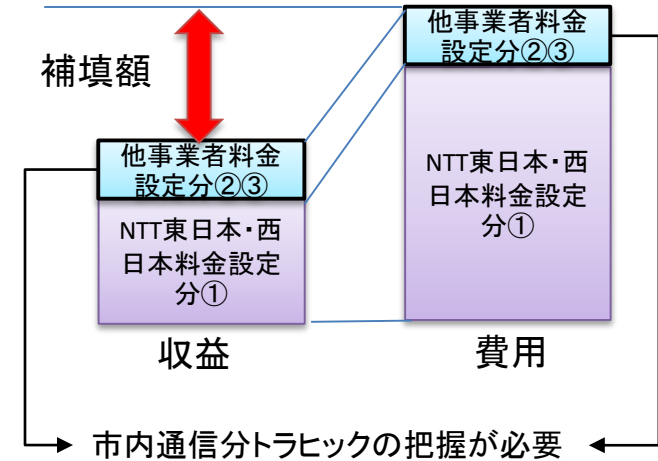 他事業者料金
設定分②③
補填額
NTT東日本・西
日本料金設定
分①
他事業者料金
設定分②③
NTT東日本・西
日本料金設定
分①
収益
費用
市内通信分トラヒックの把握が必要